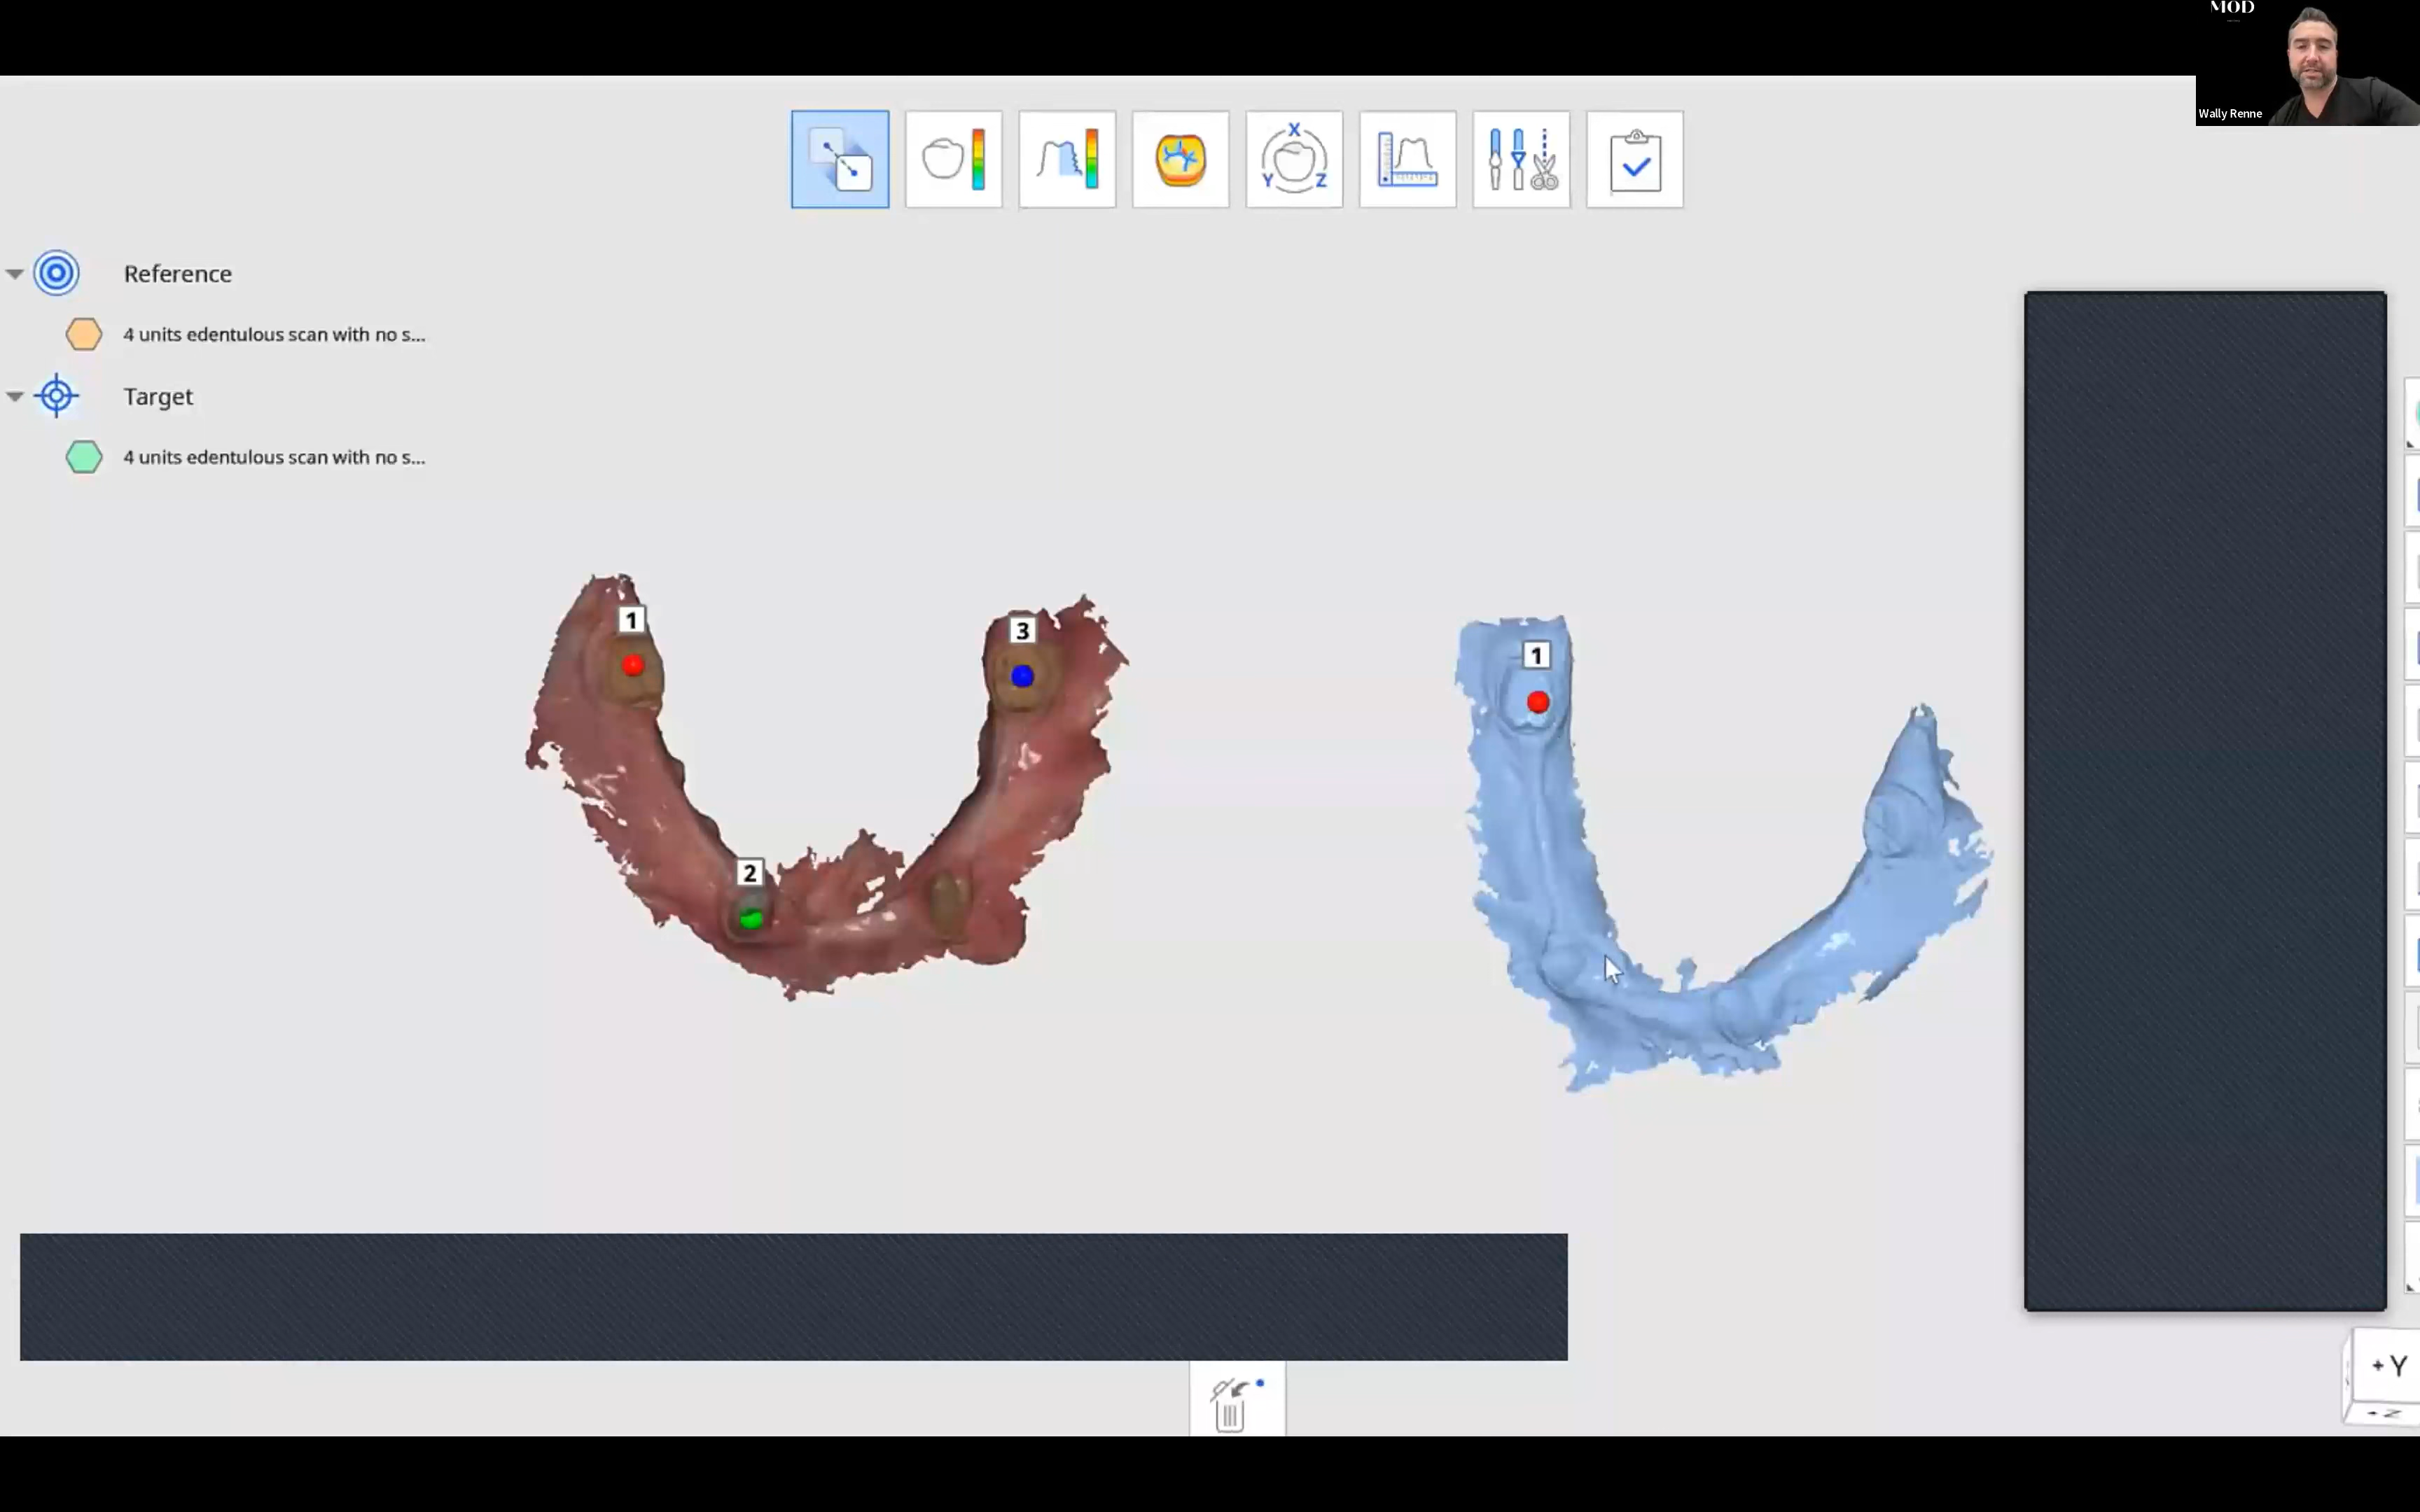 MOD
Wally Renne
X
Y
Z
Reference
4 units edentulous scan with no s...
Target
4 units edentulous scan with no s...
1
3
1
2
+Y